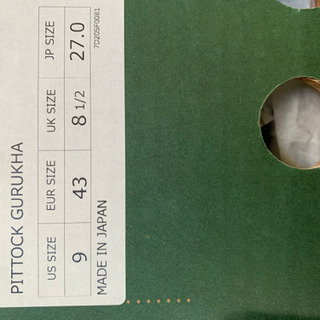 PITTOCK GURUKHA
US SIZE EUR SIZE UK SIZE JP SIZE
9 43 8 1/2 27.0
MADE IN JAPAN 7D205F0081